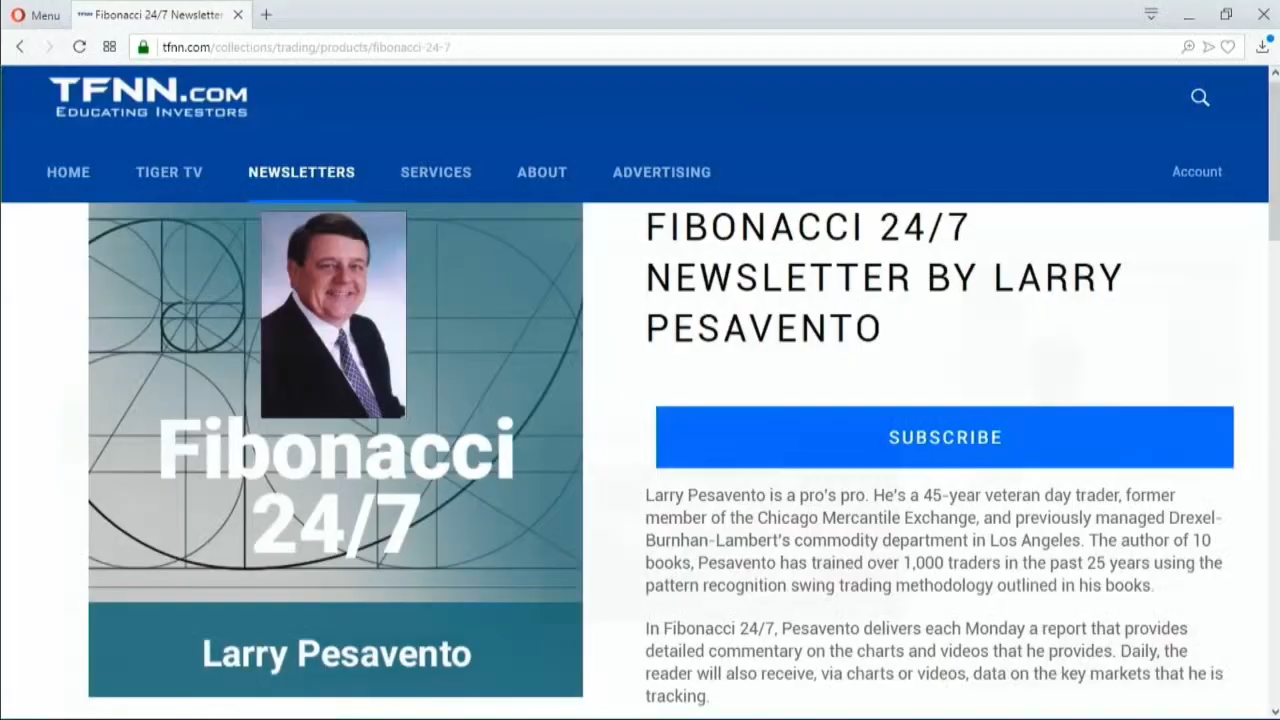 Menu
Fibonacci 24/7 Newsletter
tfnn.com/collections/trading/products/fibonacci-24-7
TFNN.COM
EDUCATING INVESTORS
HOME
TIGER TV
NEWSLETTERS
SERVICES
ABOUT
ADVERTISING
Account
Fibonacci
24/7
Larry Pesavento
FIBONACCI 24/7
NEWSLETTER BY LARRY
PESAVENTO
SUBSCRIBE
Larry Pesavento is a pro's pro. He's a 45-year veteran day trader, former
member of the Chicago Mercantile Exchange, and previously managed Drexel-
Burnhan-Lambert's commodity department in Los Angeles. The author of 10
books, Pesavento has trained over 1,000 traders in the past 25 years using the
pattern recognition swing trading methodology outlined in his books.
In Fibonacci 24/7, Pesavento delivers each Monday a report that provides
detailed commentary on the charts and videos that he provides. Daily, the
reader will also receive, via charts or videos, data on the key markets that he is
tracking.